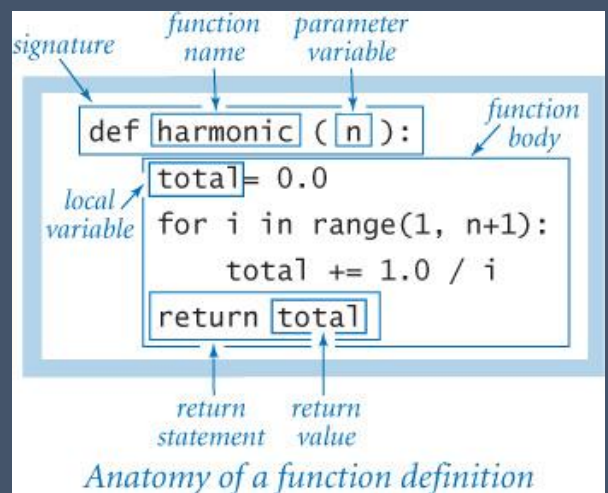 function parameter
signature name variable
def harmonic ( n ):
function
body
total= 0.0
local
variable
for i in range(1, n+1):
total += 1.0 / i
return total
return return
statement value
Anatomy of a function definition